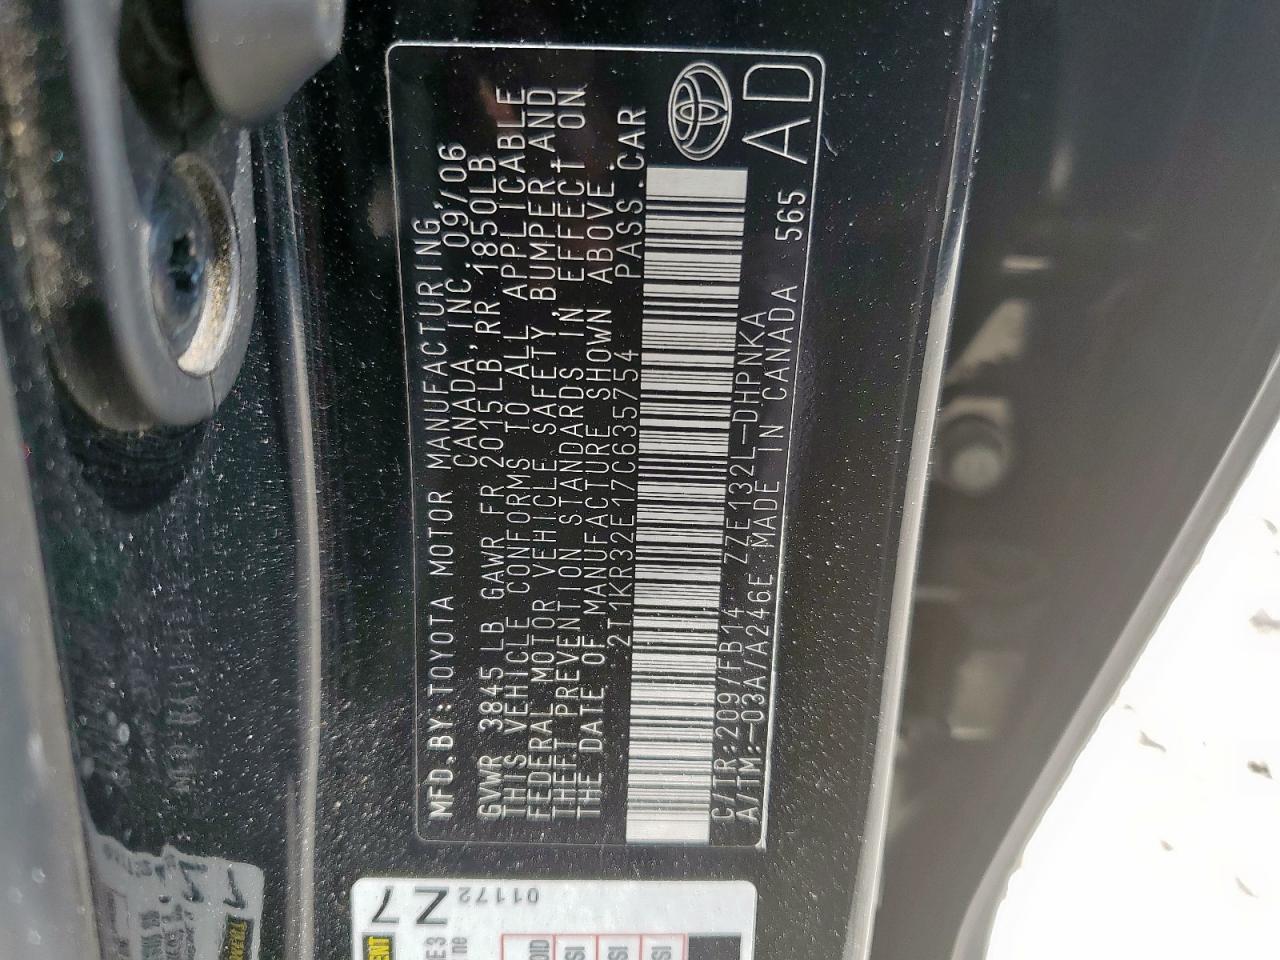 MFD.BY:TOYOTA MOTOR MANUFACTURING,
CANADA,INC. 09/06
GVWR 3845 LB GAWR FR 2015LB,RR 1850LB
THIS VEHICLE CONFORMS TO ALL APPLICABLE
FEDERAL MOTOR VEHICLE SAFETY,BUMPER,AND
THEFT PREVENTION STANDARDS IN EFFECT ON
THE DATE OF MANUFACTURE SHOWN ABOVE.
2T1KR32E17C635754 PASS.CAR
C/TR:209/FB14 ZZE132L-DHPNKA
A/TM:-03A/A246E MADE IN CANADA 565
AD
Z7
01172